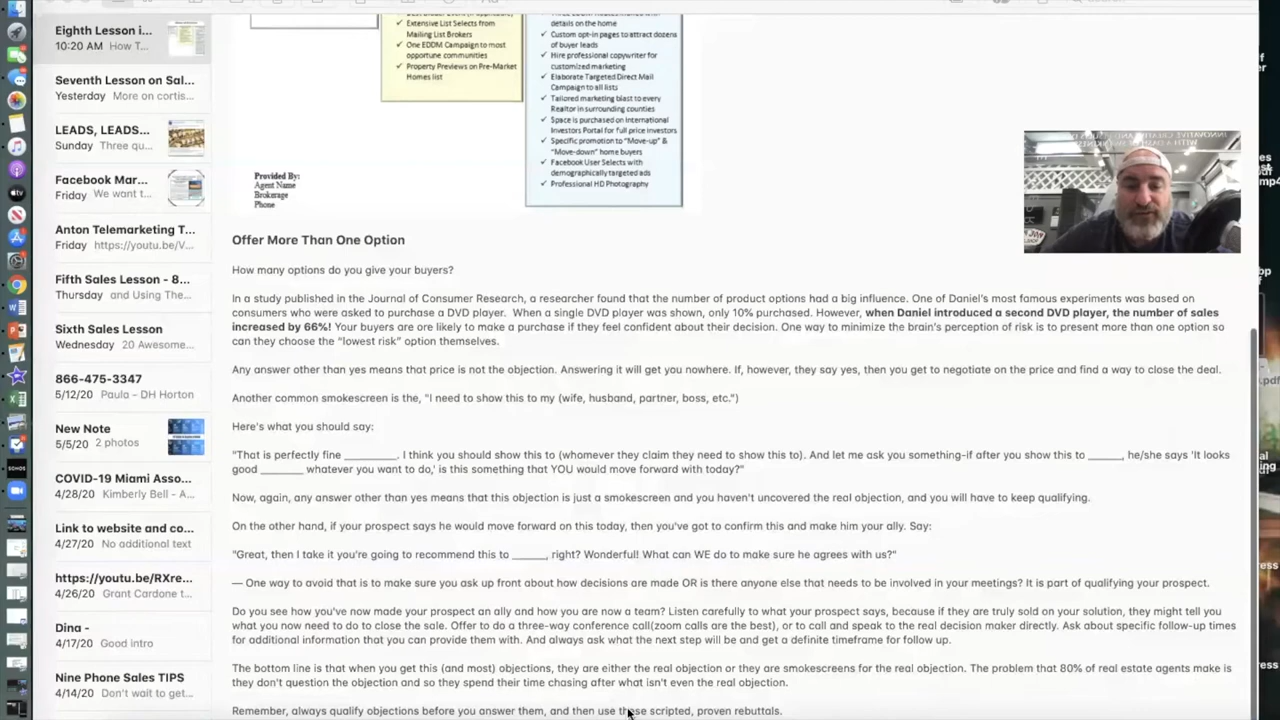 Eighth Lesson i...
10:20 AM How T...
Seventh Lesson on Sal...
Yesterday More on cortis...
LEADS, LEADS...
Sunday Three qu...
Facebook Mar...
Friday We want t...
Anton Telemarketing T...
Friday https://youtu.be/V...
Fifth Sales Lesson - 8...
Thursday and Using The...
Sixth Sales Lesson
Wednesday 20 Awesome...
866-475-3347
5/12/20 Paula - DH Horton
New Note
5/5/20 2 photos
COVID-19 Miami Asso...
4/28/20 Kimberly Bell - A...
Link to website and co...
4/27/20 No additional text
https://youtu.be/RXre...
4/26/20 Grant Cardone t...
Dina -
4/17/20 Good intro
Nine Phone Sales TIPS
4/14/20 Don't wait to get...
✓ Extensive List Selects from
Mailing List Brokers
✓ One EDDM Campaign to most
opportune communities
✓ Property Previews on Pre-Market
Homes list
details on the home
✓ Custom opt-in pages to attract dozens
of buyer leads
✓ Hire professional copywriter for
customized marketing
✓ Elaborate Targeted Direct Mail
Campaign to all lists
✓ Tailored marketing blast to every
Realtor in surrounding counties
✓ Space is purchased on International
Investors Portal for full price investors
✓ Specific promotion to "Move-up" &
"Move-down" home buyers
✓ Facebook User Selects with
demographically targeted ads
✓ Professional HD Photography
Provided By:
Agent Name
Brokerage
Phone
Offer More Than One Option
How many options do you give your buyers?
In a study published in the Journal of Consumer Research, a researcher found that the number of product options had a big influence. One of Daniel's most famous experiments was based on
consumers who were asked to purchase a DVD player. When a single DVD player was shown, only 10% purchased. However, when Daniel introduced a second DVD player, the number of sales
increased by 66%! Your buyers are ore likely to make a purchase if they feel confident about their decision. One way to minimize the brain's perception of risk is to present more than one option so
can they choose the "lowest risk" option themselves.
Any answer other than yes means that price is not the objection. Answering it will get you nowhere. If, however, they say yes, then you get to negotiate on the price and find a way to close the deal.
Another common smokescreen is the, "I need to show this to my (wife, husband, partner, boss, etc.")
Here's what you should say:
"That is perfectly fine _________. I think you should show this to (whomever they claim they need to show this to). And let me ask you something-if after you show this to ______, he/she says 'It looks
good ________ whatever you want to do,' is this something that YOU would move forward with today?"
Now, again, any answer other than yes means that this objection is just a smokescreen and you haven't uncovered the real objection, and you will have to keep qualifying.
On the other hand, if your prospect says he would move forward on this today, then you've got to confirm this and make him your ally. Say:
"Great, then I take it you're going to recommend this to ______, right? Wonderful! What can WE do to make sure he agrees with us?"
— One way to avoid that is to make sure you ask up front about how decisions are made OR is there anyone else that needs to be involved in your meetings? It is part of qualifying your prospect.
Do you see how you've now made your prospect an ally and how you are now a team? Listen carefully to what your prospect says, because if they are truly sold on your solution, they might tell you
what you now need to do to close the sale. Offer to do a three-way conference call(zoom calls are the best), or to call and speak to the real decision maker directly. Ask about specific follow-up times
for additional information that you can provide them with. And always ask what the next step will be and get a definite timeframe for follow up.
The bottom line is that when you get this (and most) objections, they are either the real objection or they are smokescreens for the real objection. The problem that 80% of real estate agents make is
they don't question the objection and so they spend their time chasing after what isn't even the real objection.
Remember, always qualify objections before you answer them, and then use these scripted, proven rebuttals.